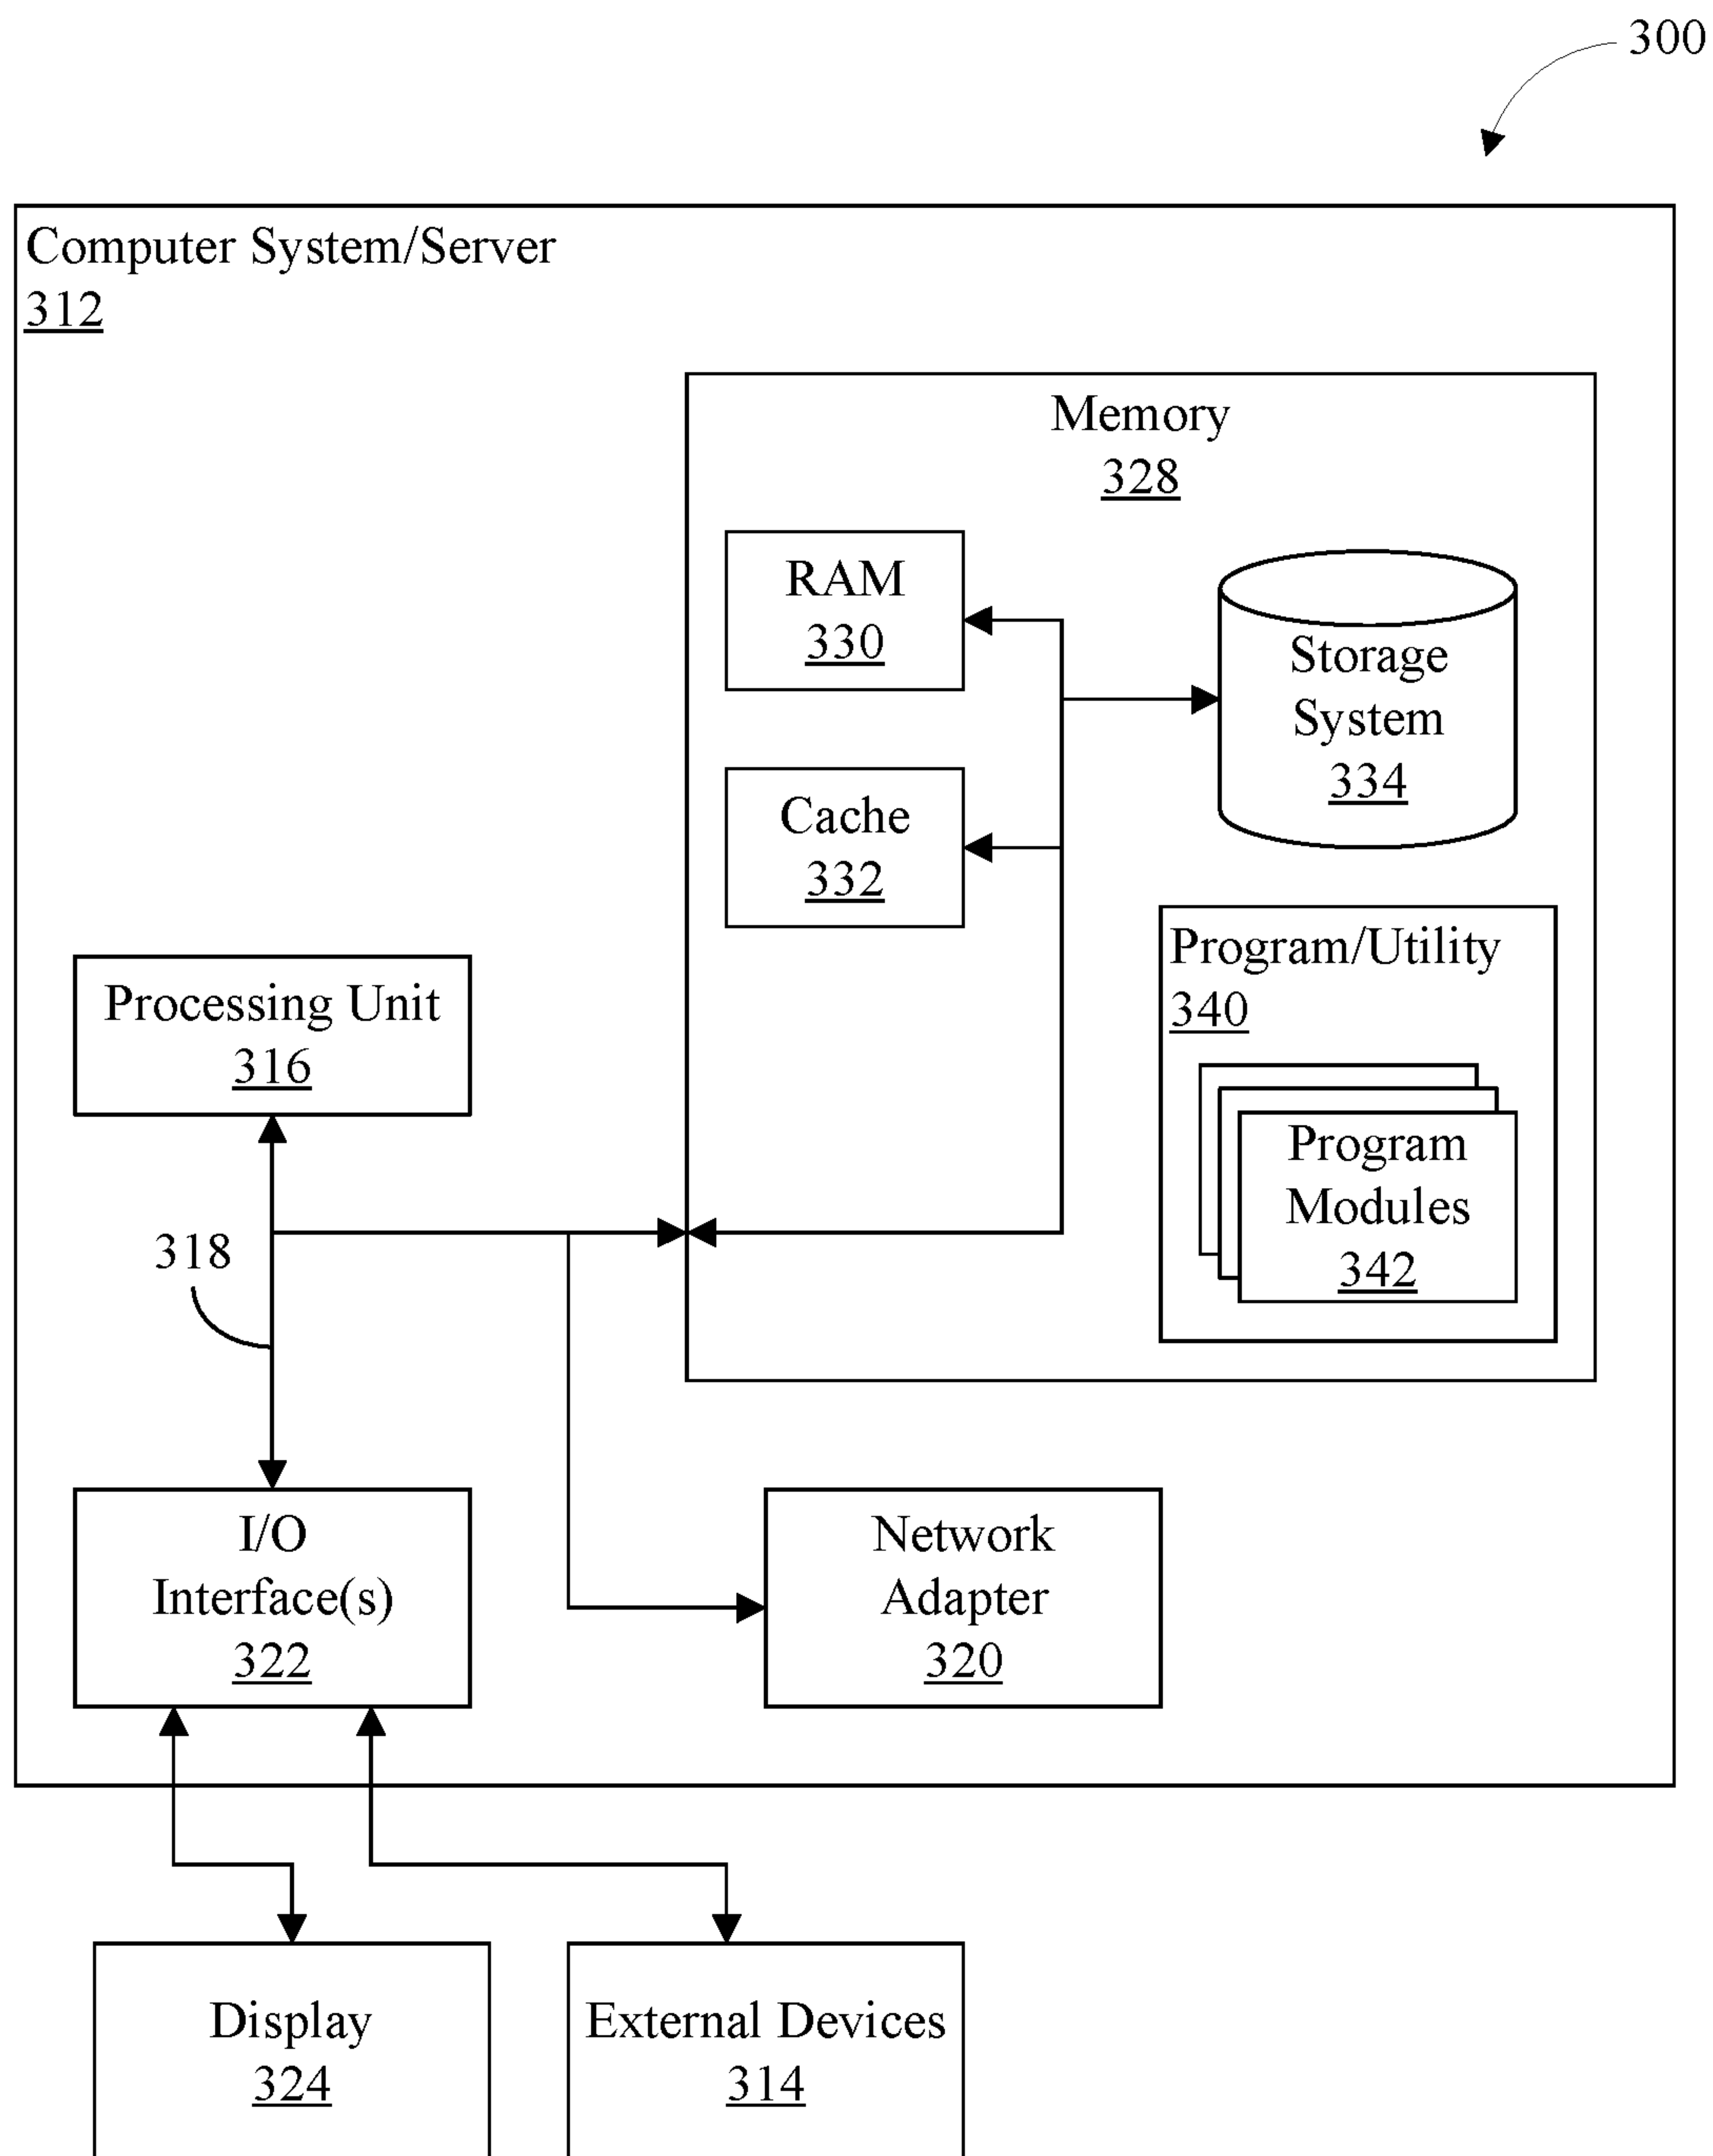 300
Computer System/Server
312
Memory
328
RAM
330
Storage
System
334
Cache
332
Program/Utility
340
Processing Unit
316
Program
Modules
342
318
I/O
Interface(s)
322
Network
Adapter
320
Display
324
External Devices
314